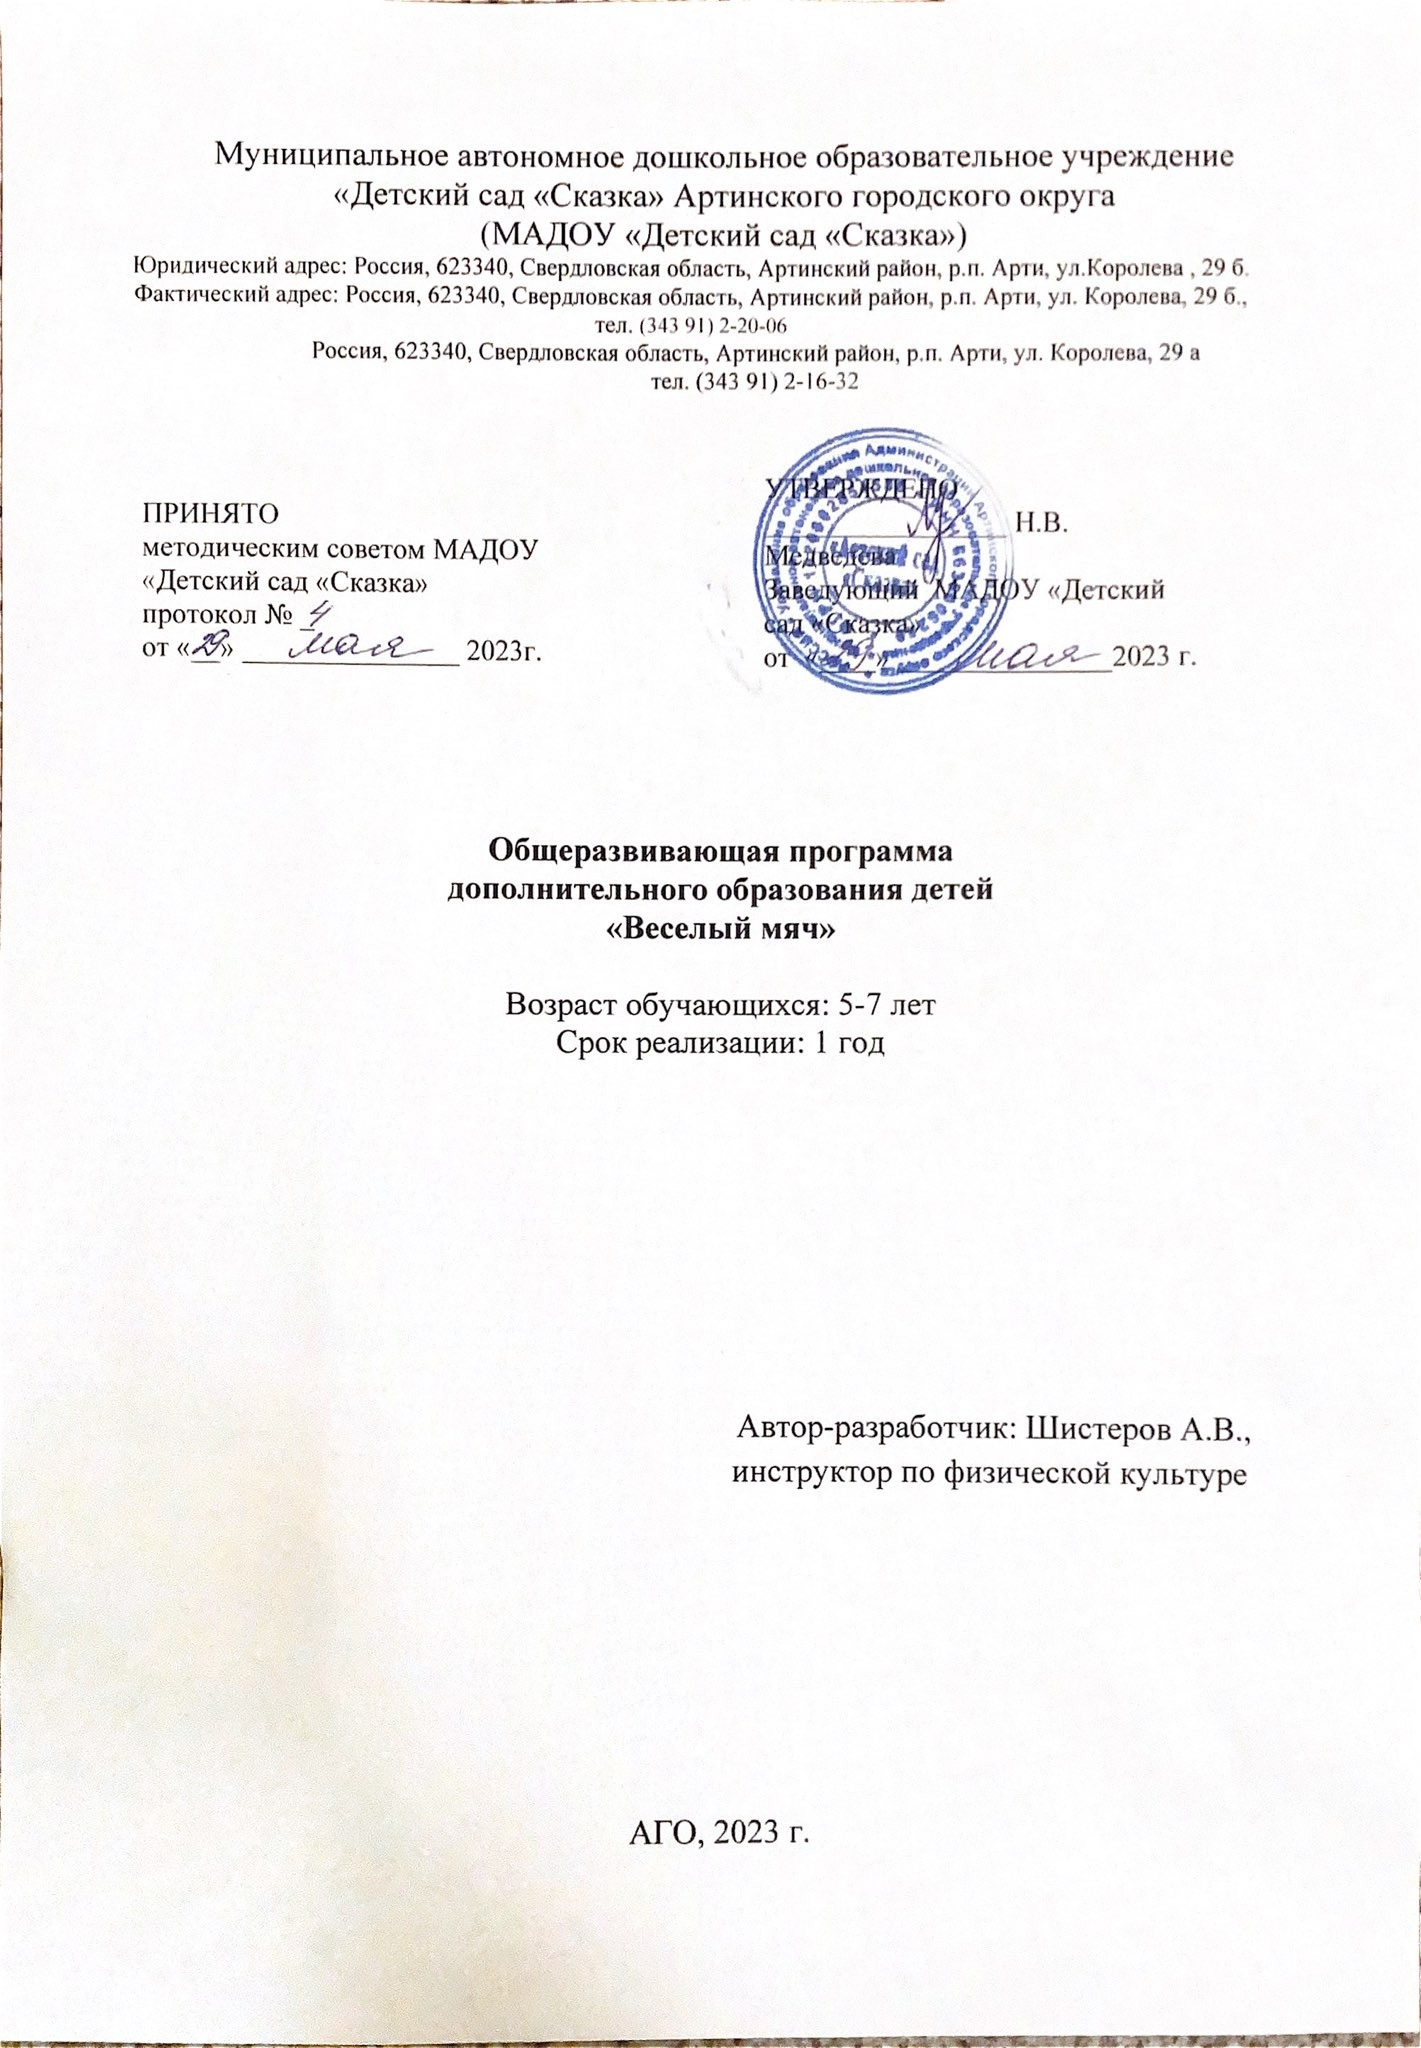 Муниципальное автономное дошкольное образовательное учреждение
«Детский сад «Сказка» Артинского городского округа
(МАДОУ «Детский сад «Сказка»)
Юридический адрес: Россия, 623340, Свердловская область, Артинский район, р.п. Арти, ул.Королева , 29 б.
Фактический адрес: Россия, 623340, Свердловская область, Артинский район, р.п. Арти, ул. Королева, 29 б.,
тел. (343 91) 2-20-06
Россия, 623340, Свердловская область, Артинский район, р.п. Арти, ул. Королева, 29 а
тел. (343 91) 2-16-32
ПРИНЯТО
методическим советом МАДОУ
«Детский сад «Сказка»
протокол № 4
от «29» мая 2023г.
УТВЕРЖДЕНО
Н.В.
Медведева
Заведующий МАДОУ «Детский
сад «Сказка»
от «29» мая 2023 г.
«Детский сад
«Сказка»
Общеразвивающая программа
дополнительного образования детей
«Веселый мяч»
Возраст обучающихся: 5-7 лет
Срок реализации: 1 год
Автор-разработчик: Шистеров А.В.,
инструктор по физической культуре
АГО, 2023 г.